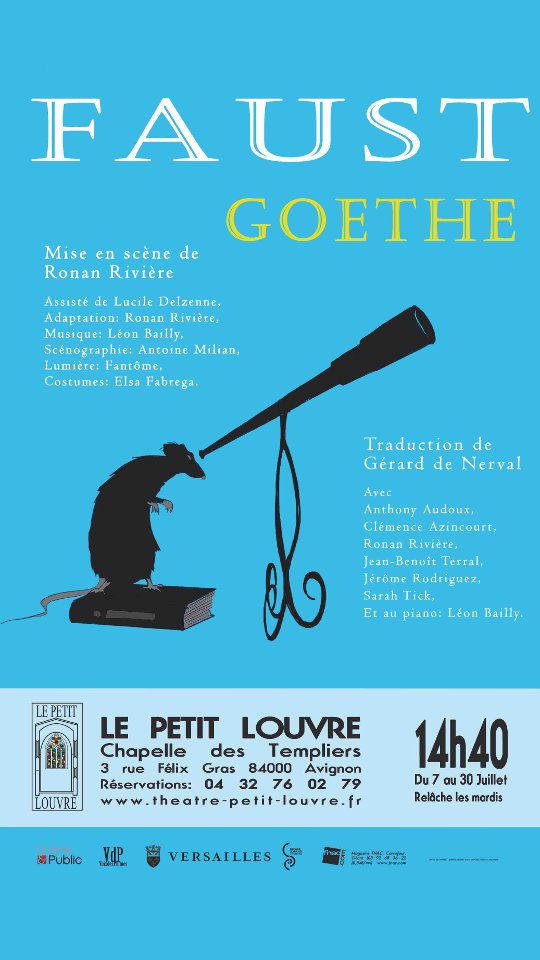 FAUST
GOETHE
Mise en scène de
Ronan Rivière
Assisté de Lucile Delzenne,
Adaptation: Ronan Rivière,
Musique: Léon Bailly,
Scénographie: Antoine Milian,
Lumière: Fantôme,
Costumes: Elsa Fabrega.
Traduction de
Gérard de Nerval
Avec
Anthony Audoux,
Clémence Azincourt,
Ronan Rivière,
Jean-Benoît Terral,
Jérôme Rodriguez,
Sarah Tick,
Et au piano: Léon Bailly.
LE PETIT
LOUVRE
LE PETIT LOUVRE
Chapelle des Templiers
3 rue Félix Gras 84000 Avignon
Réservations: 04 32 76 02 79
www.theatre-petit-louvre.fr
14h40
Du 7 au 30 Juillet
Relâche les mardis
Public
VdP
VERSAILLES
fnac
Magasin FNAC, Carrefour,